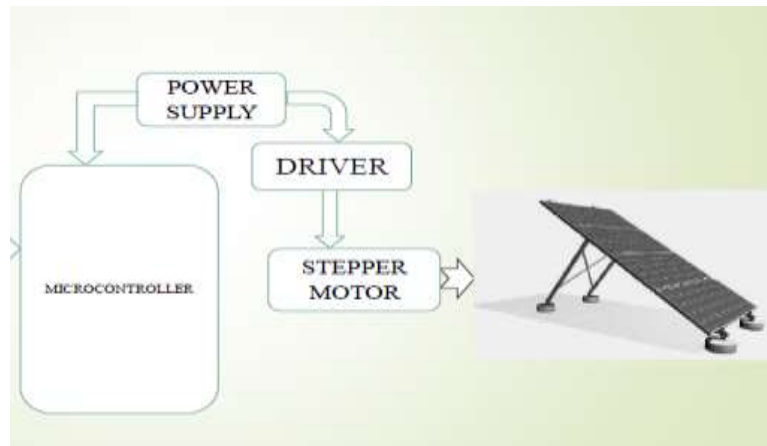 POWER
SUPPLY
DRIVER
MICROCONTROLLER
STEPPER
MOTOR